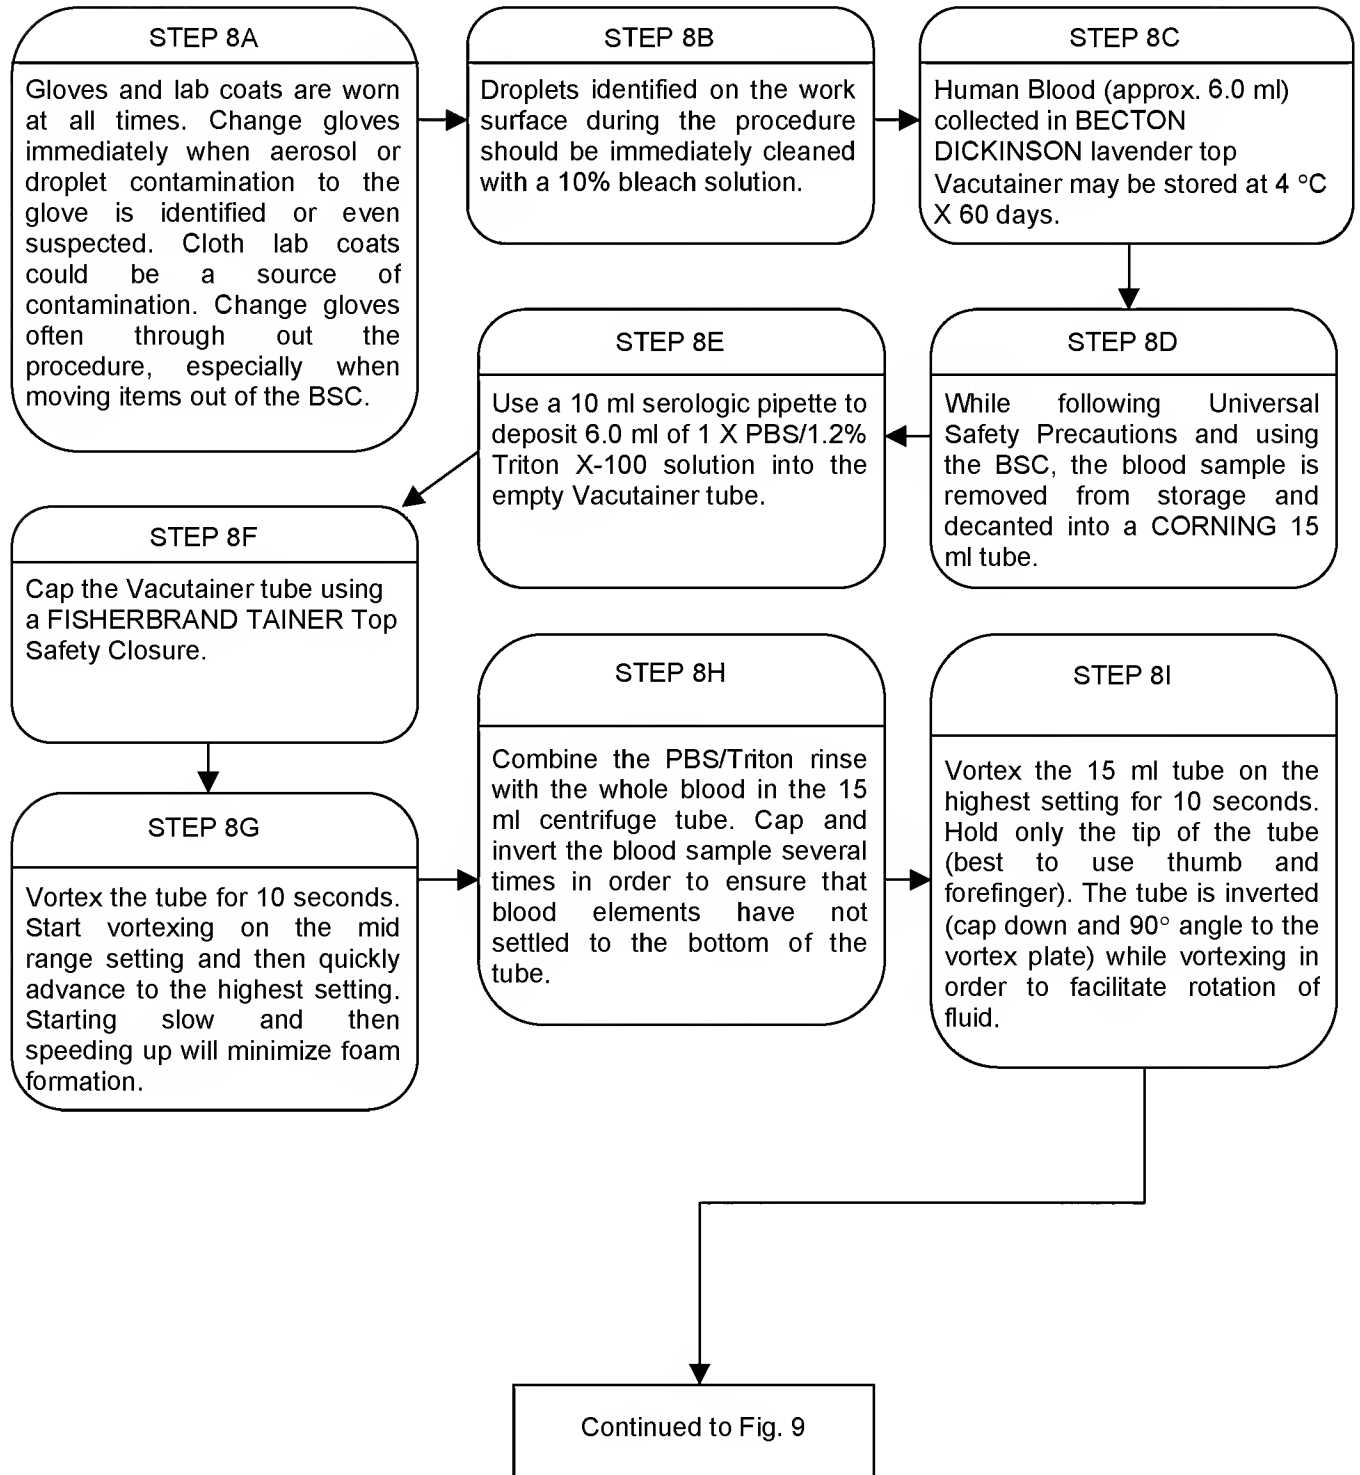 STEP 8A
Gloves and lab coats are worn
at all times. Change gloves
immediately when aerosol or
droplet contamination to the
glove is identified or even
suspected. Cloth lab coats
could be a source of
contamination. Change gloves
often through out the
procedure, especially when
moving items out of the BSC.
STEP 8B
Droplets identified on the work
surface during the procedure
should be immediately cleaned
with a 10% bleach solution.
STEP 8C
Human Blood (approx. 6.0 ml)
collected in BECTON
DICKINSON lavender top
Vacutainer may be stored at 4 °C
X 60 days.
STEP 8D
While following Universal
Safety Precautions and using
the BSC, the blood sample is
removed from storage and
decanted into a CORNING 15
ml tube.
STEP 8E
Use a 10 ml serologic pipette to
deposit 6.0 ml of 1 X PBS/1.2%
Triton X-100 solution into the
empty Vacutainer tube.
STEP 8F
Cap the Vacutainer tube using
a FISHERBRAND TAINER Top
Safety Closure.
STEP 8G
Vortex the tube for 10 seconds.
Start vortexing on the mid
range setting and then quickly
advance to the highest setting.
Starting slow and then
speeding up will minimize foam
formation.
STEP 8H
Combine the PBS/Triton rinse
with the whole blood in the 15
ml centrifuge tube. Cap and
invert the blood sample several
times in order to ensure that
blood elements have not
settled to the bottom of the
tube.
STEP 8I
Vortex the 15 ml tube on the
highest setting for 10 seconds.
Hold only the tip of the tube
(best to use thumb and
forefinger). The tube is inverted
(cap down and 90° angle to the
vortex plate) while vortexing in
order to facilitate rotation of
fluid.
Continued to Fig. 9